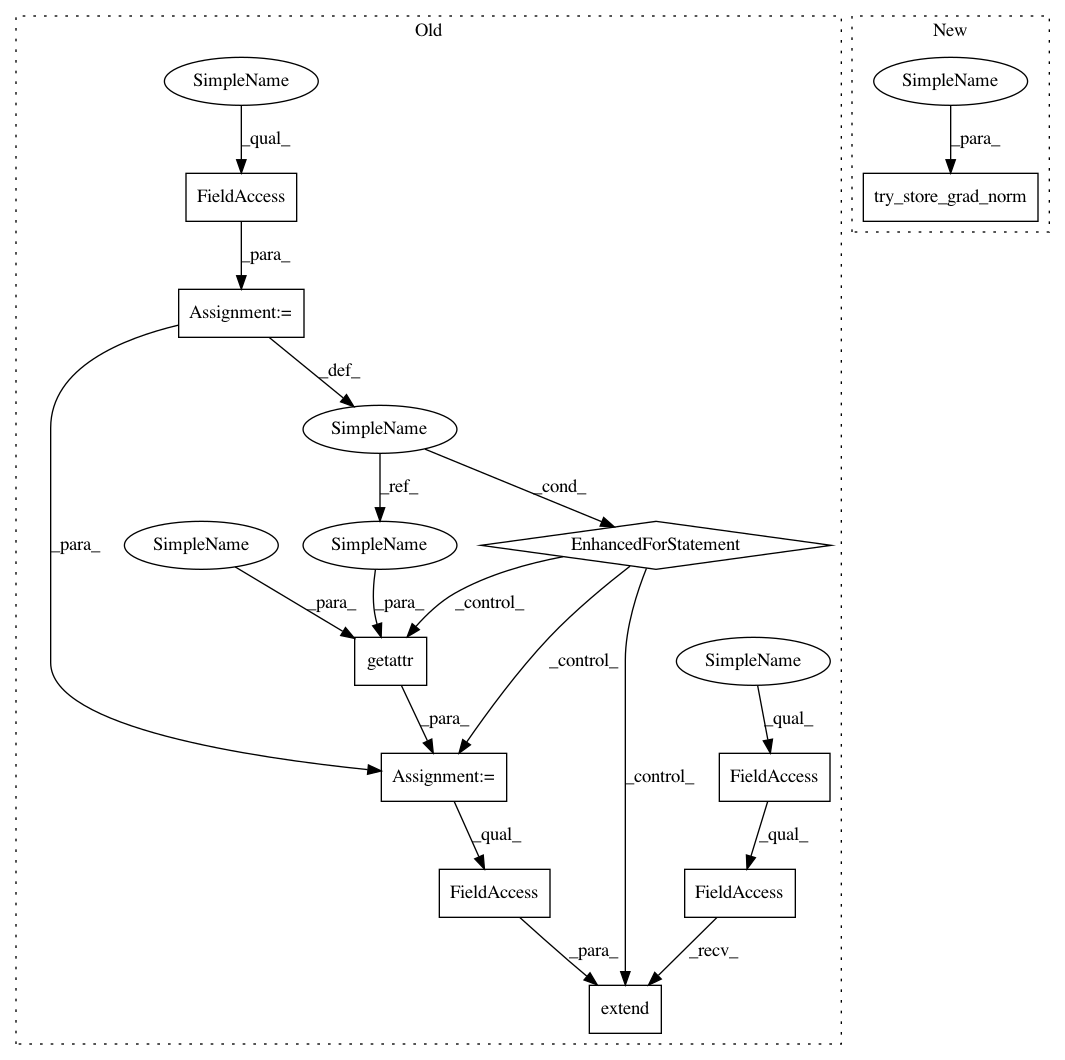 Old
New
SimpleName
SimpleName
_qual_
_para_
FieldAccess
try_store_grad_norm
_para_
Assignment:=
_def_
SimpleName
_ref_
_cond_
_para_
SimpleName
SimpleName
EnhancedForStatement
_para_
_para_
_control_
getattr
_control_
SimpleName
_para_
_qual_
Assignment:=
_control_
FieldAccess
_qual_
_qual_
FieldAccess
FieldAccess
_para_
_recv_
extend